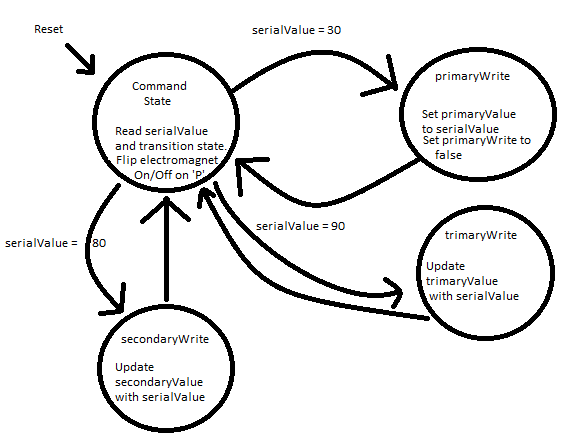 Reset
serialValue = 30
Command
State
Read serialValue
and transition state.
Flip electromagnet
On/Off on 'P'
primaryWrite
Set primaryValue
to serialValue
Set primaryWrite to
false
serialValue = 90
trimaryWrite
Update
trimaryValue
with serialValue
serialValue = 80
secondaryWrite
Update
secondaryValue
with serialValue